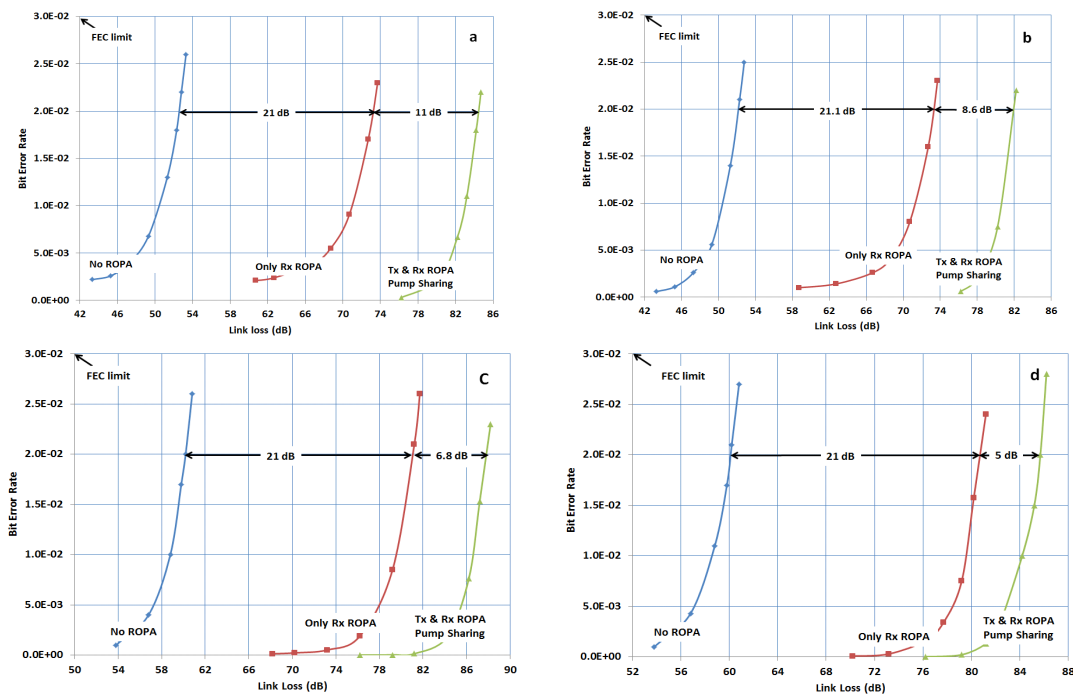 a
FEC limit
3.0E-02
2.5E-02
2.0E-02
1.5E-02
1.0E-02
5.0E-03
0.0E+00
Bit Error Rate
21 dB
11 dB
No ROPA
Only Rx ROPA
Tx & Rx ROPA
Pump Sharing
42 46 50 54 58 62 66 70 74 78 82 86
Link loss (dB)
b
FEC limit
3.0E-02
2.5E-02
2.0E-02
1.5E-02
1.0E-02
5.0E-03
0.0E+00
Bit Error Rate
21.1 dB
8.6 dB
No ROPA
Only Rx ROPA
Tx & Rx ROPA
Pump Sharing
42 46 50 54 58 62 66 70 74 78 82 86
Link loss (dB)
C
FEC limit
3.0E-02
2.5E-02
2.0E-02
1.5E-02
1.0E-02
5.0E-03
0.0E+00
Bit Error Rate
21 dB
6.8 dB
No ROPA
Only Rx ROPA
Tx & Rx ROPA
Pump Sharing
50 54 58 62 66 70 74 78 82 86 90
Link Loss (dB)
d
FEC limit
3.0E-02
2.5E-02
2.0E-02
1.5E-02
1.0E-02
5.0E-03
0.0E+00
Bit Error Rate
21 dB
5 dB
No ROPA
Only Rx ROPA
Tx & Rx ROPA
Pump Sharing
52 56 60 64 68 72 76 80 84 88
Link Loss (dB)